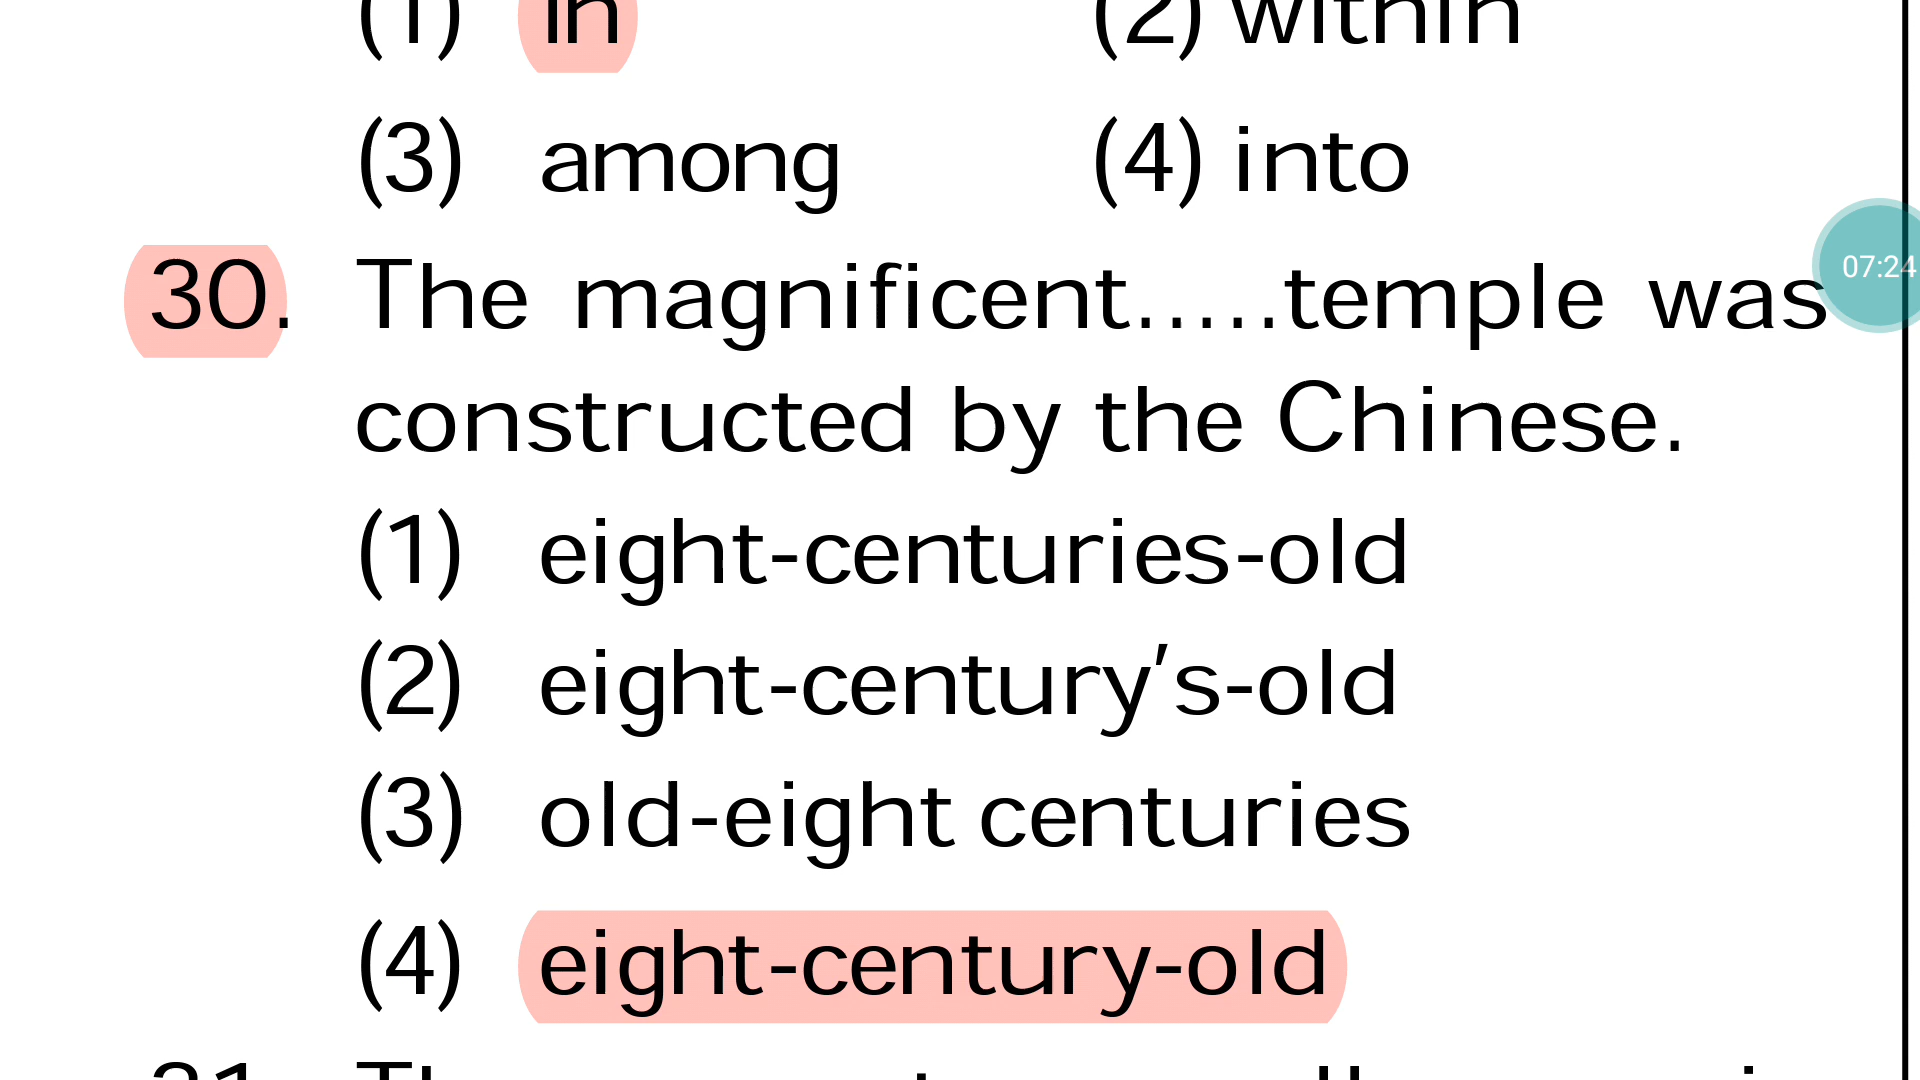 (1) in (2) within
(3) among (4) into
30. The magnificent.....temple was
07:24
constructed by the Chinese.
(1) eight-centuries-old
(2) eight-century's-old
(3) old-eight centuries
(4) eight-century-old
31.